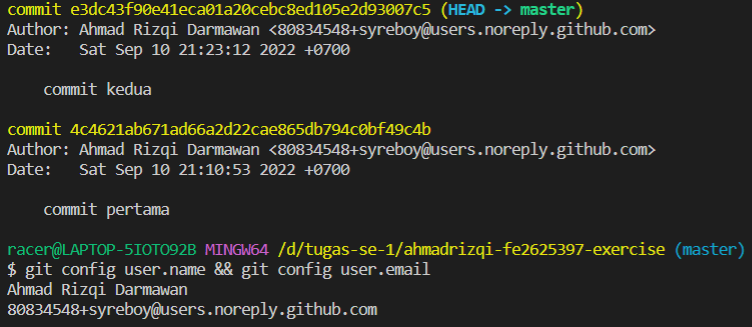 commit e3dc43f90e41eca01a20cebc8ed105e2d93007c5 (HEAD -> master)
Author: Ahmad Rizqi Darmawan <80834548+syreboy@users.noreply.github.com>
Date:   Sat Sep 10 21:23:12 2022 +0700
    commit kedua
commit 4c4621ab671ad66a2d22cae865db794c0bf49c4b
Author: Ahmad Rizqi Darmawan <80834548+syreboy@users.noreply.github.com>
Date:   Sat Sep 10 21:10:53 2022 +0700
    commit pertama
racer@LAPTOP-5IOTO92B MINGW64 /d/tugas-se-1/ahmadrizqi-fe2625397-exercise (master)
$ git config user.name && git config user.email
Ahmad Rizqi Darmawan
80834548+syreboy@users.noreply.github.com